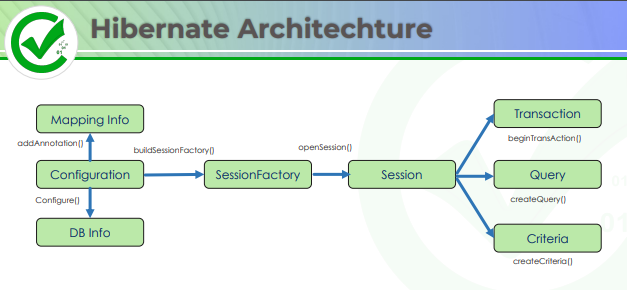 Hibernate Architechture
Mapping Info
addAnnotation()
Configuration
Configure()
DB Info
buildSessionFactory()
SessionFactory
openSession()
Session
Transaction
beginTransAction()
Query
createQuery()
Criteria
createCriteria()